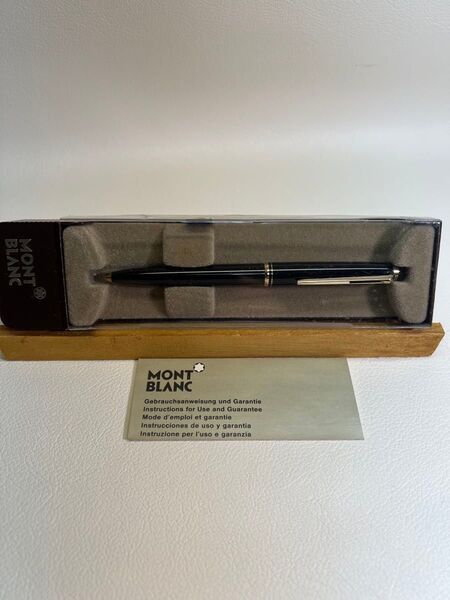 MONT
BLANC
MONT
BLANC
Gebrauchsanweisung und Garantie
Instructions for Use and Guarantee
Mode d'emploi et garantie
Instrucciones de uso y garantia
Instruzione per l'uso e garanzia